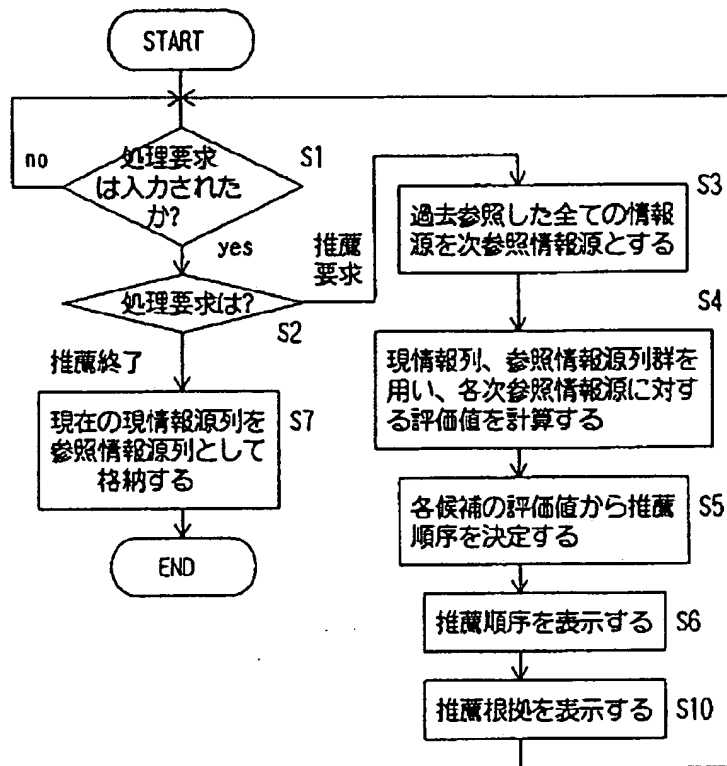 START
no
処理要求
は入力された
か?
S1
yes
処理要求は?
S2
推薦
要求
推薦終了
現在の現情報源列を
参照情報源列として
格納する
S7
END
S3
過去参照した全ての情報
源を次参照情報源とする
S4
現情報列、参照情報源列群を
用い、各次参照情報源に対す
る評価値を計算する
各候補の評価値から推薦
順序を決定する
S5
推薦順序を表示する
S6
推薦根拠を表示する
S10